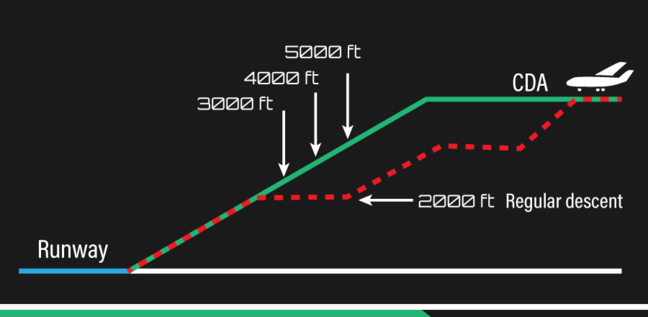 5000 ft
4000 ft
3000 ft
CDA
2000 ft Regular descent
Runway